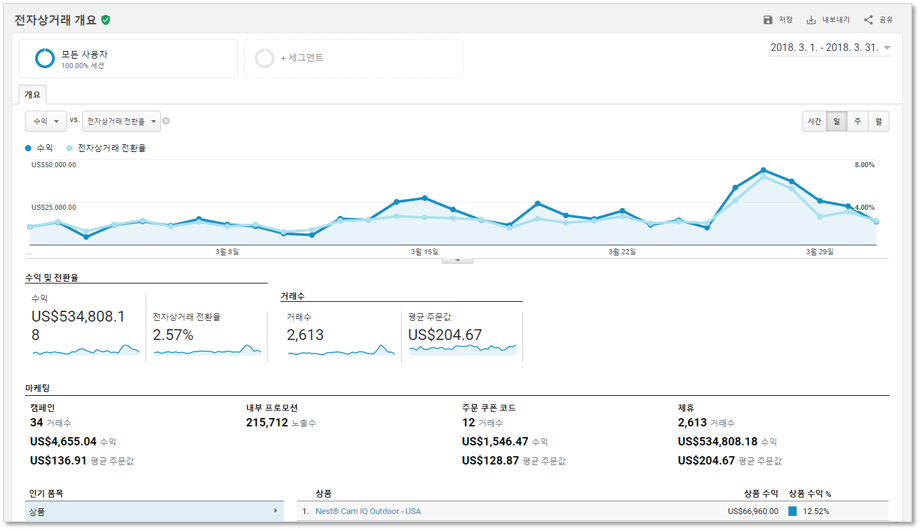 전자상거래 개요
저장 내보내기 공유
모든 사용자
100.00% 세션
+ 세그먼트
2018. 3. 1. - 2018. 3. 31.
개요
수익 vs. 전자상거래 전환율
시간 일 주 월
수익 전자상거래 전환율
US$50,000.00 8.00%
US$25,000.00 4.00%
... 3월 8일 3월 15일 3월 22일 3월 29일
수익 및 전환율
수익
US$534,808.1
8
전자상거래 전환율
2.57%
거래수
거래수
2,613
평균 주문값
US$204.67
마케팅
캠페인
34 거래수
US$4,655.04 수익
US$136.91 평균 주문값
내부 프로모션
215,712 노출수
주문 쿠폰 코드
12 거래수
US$1,546.47 수익
US$128.87 평균 주문값
제휴
2,613 거래수
US$534,808.18 수익
US$204.67 평균 주문값
인기 품목
상품
상품 상품 수익 상품 수익 %
1. Nest® Cam IQ Outdoor - USA US$66,960.00 12.52%